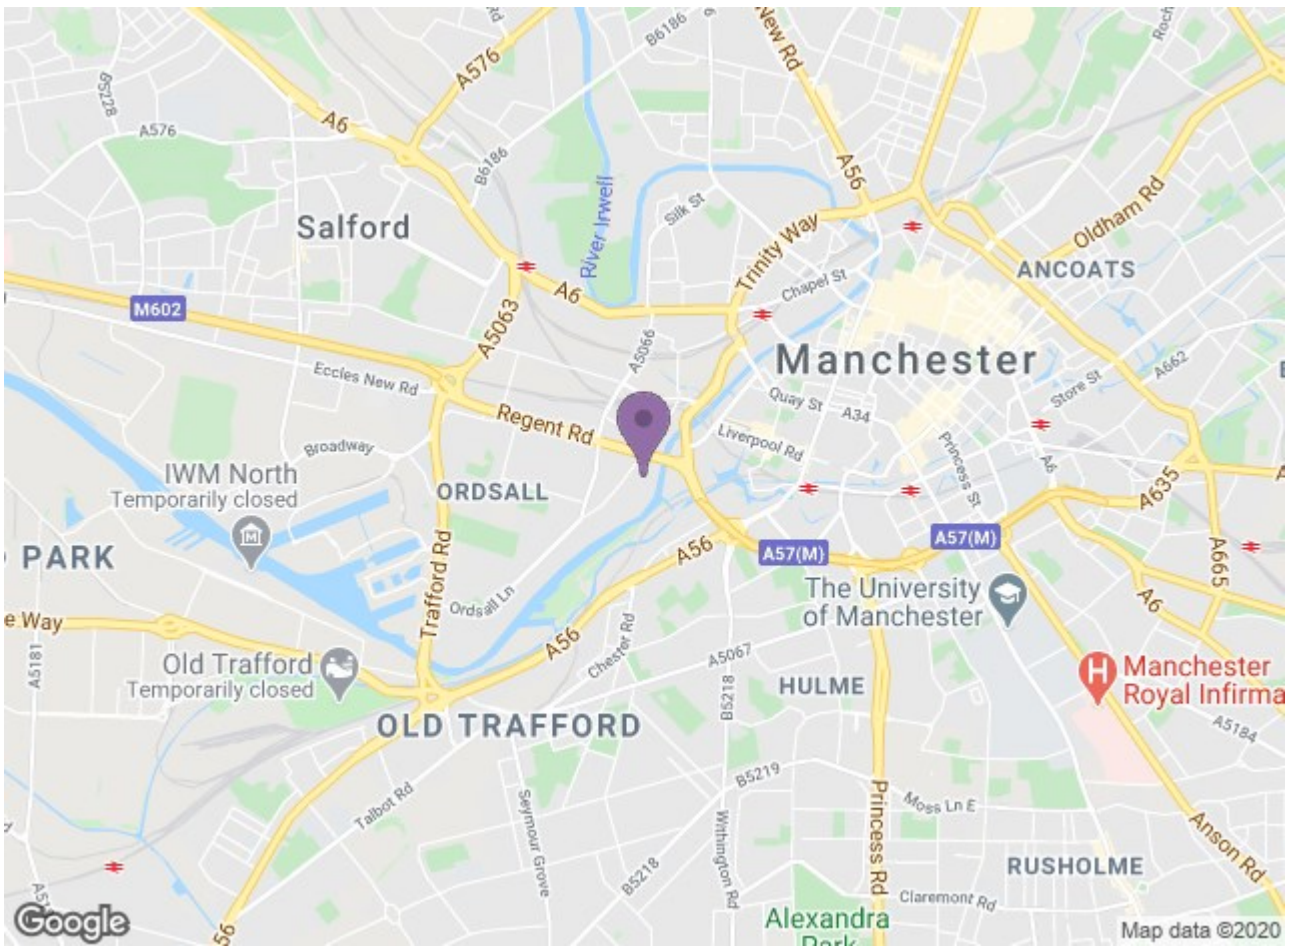 Rd
B6186
New Rd
Roch
B5228
A576
A6
A576
B6186
A56
Oldham Rd
Silk St
River Irwell
Salford
Trinity Way
ANCOATS
Chapel St
A6
M602
A5063
A5066
Manchester
A662
Eccles New Rd
Store St
Quay St
A34
Regent Rd
Liverpool Rd
Princess St
A6
Broadway
IWM North
Temporarily closed
ORDSALL
A635
A57(M)
A57(M)
A56
A665
PARK
Trafford Rd
The University
of Manchester
A6
Ordsall Ln
e Way
A56
Chester Rd
A5067
A5181
Old Trafford
Temporarily closed
Manchester
Royal Infirma
B5218
HULME
OLD TRAFFORD
A5184
B5219
Talbot Rd
Seymour Grove
Princess Rd
Moss Ln E
Withington Rd
Anson Rd
B5218
RUSHOLME
Claremont Rd
A5
56
Alexandra
Park
Google
Map data ©2020